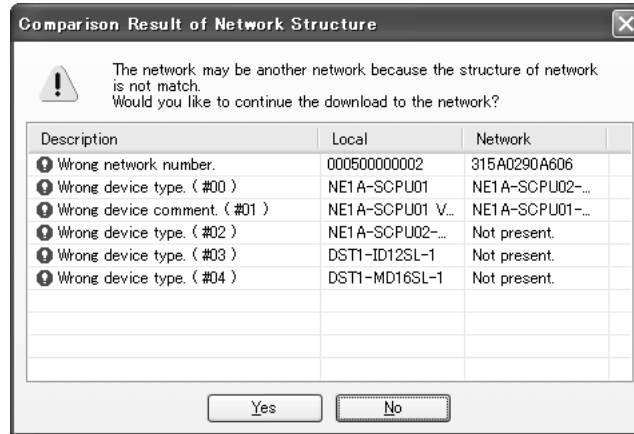 Comparison Result of Network Structure
The network may be another network because the structure of network
is not match.
Would you like to continue the download to the network?
Description Local Network
Wrong network number. 000500000002 315A0290A606
Wrong device type. ( #00 ) NE1A-SCPU01 NE1A-SCPU02-...
Wrong device comment. ( #01 ) NE1A-SCPU01 V... NE1A-SCPU01-...
Wrong device type. ( #02 ) NE1A-SCPU02-... Not present.
Wrong device type. ( #03 ) DST1-ID12SL-1 Not present.
Wrong device type. ( #04 ) DST1-MD16SL-1 Not present.
Yes No